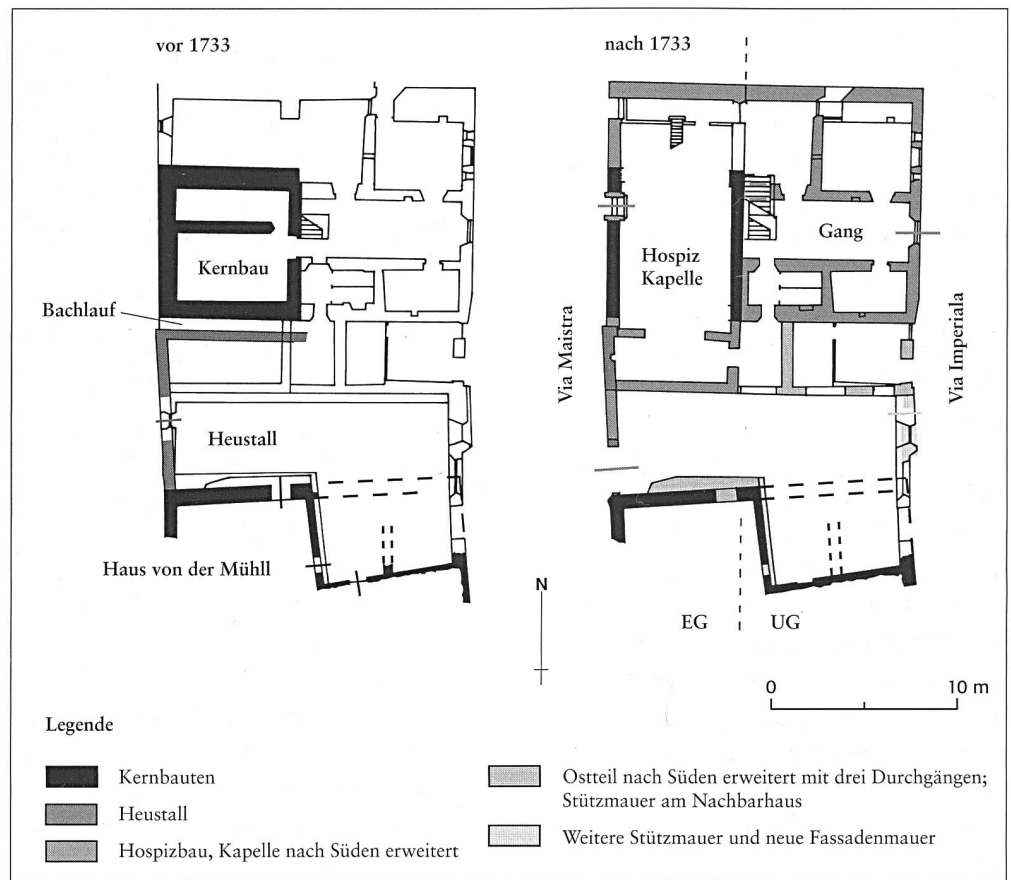 vor 1733
nach 1733
Kernbau
Bachlauf
Heustall
Haus von der Mühll
Hospiz
Kapelle
Gang
Via Maistra
Via Imperiala
N
EG
UG
0
10 m
Legende
Kernbauten
Heustall
Hospizbau, Kapelle nach Süden erweitert
Ostteil nach Süden erweitert mit drei Durchgängen;
Stützmauer am Nachbarhaus
Weitere Stützmauer und neue Fassadenmauer